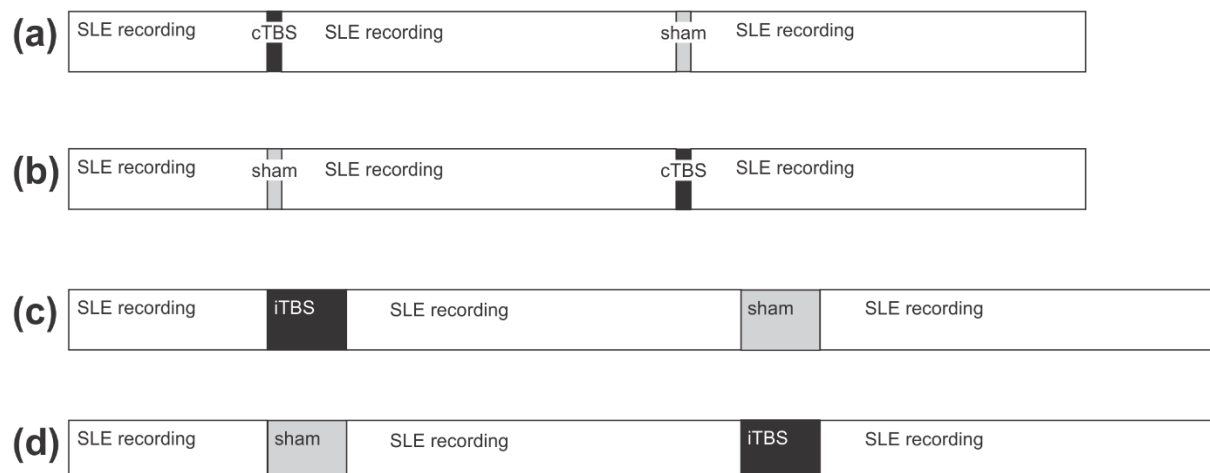 (a) SLE recording cTBS SLE recording sham SLE recording
(b) SLE recording sham SLE recording cTBS SLE recording
(c) SLE recording iTBS SLE recording sham SLE recording
(d) SLE recording sham SLE recording iTBS SLE recording